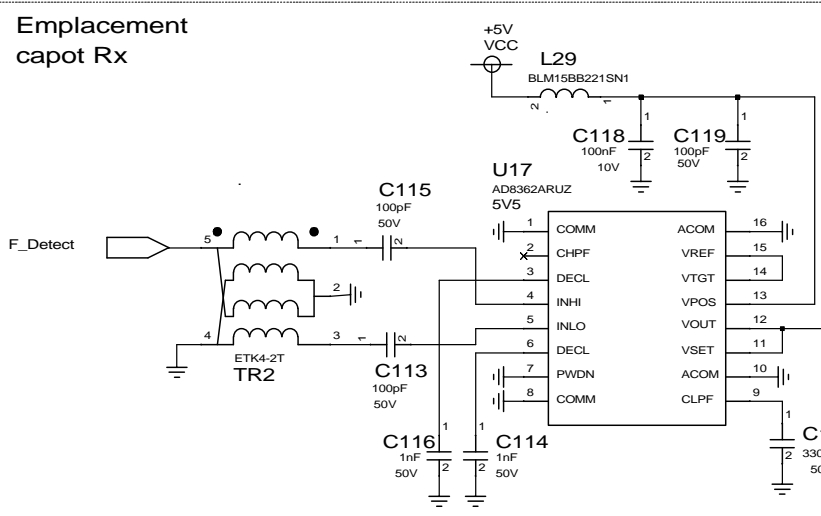 Emplacement
capot Rx
+5V
VCC
L29
BLM15BB221SN1
2
1
C118
100nF
10V
1
2
C119
100pF
50V
1
2
U17
AD8362ARUZ
5V5
C115
100pF
50V
1
2
F_Detect
5
1
2
4
3
ETK4-2T
TR2
1
2
C113
100pF
50V
1 COMM
2 CHPF
3 DECL
4 INHI
5 INLO
6 DECL
7 PWDN
8 COMM
ACOM 16
VREF 15
VTGT 14
VPOS 13
VOUT 12
VSET 11
ACOM 10
CLPF 9
C116
1nF
50V
1
2
C114
1nF
50V
1
2
1
2